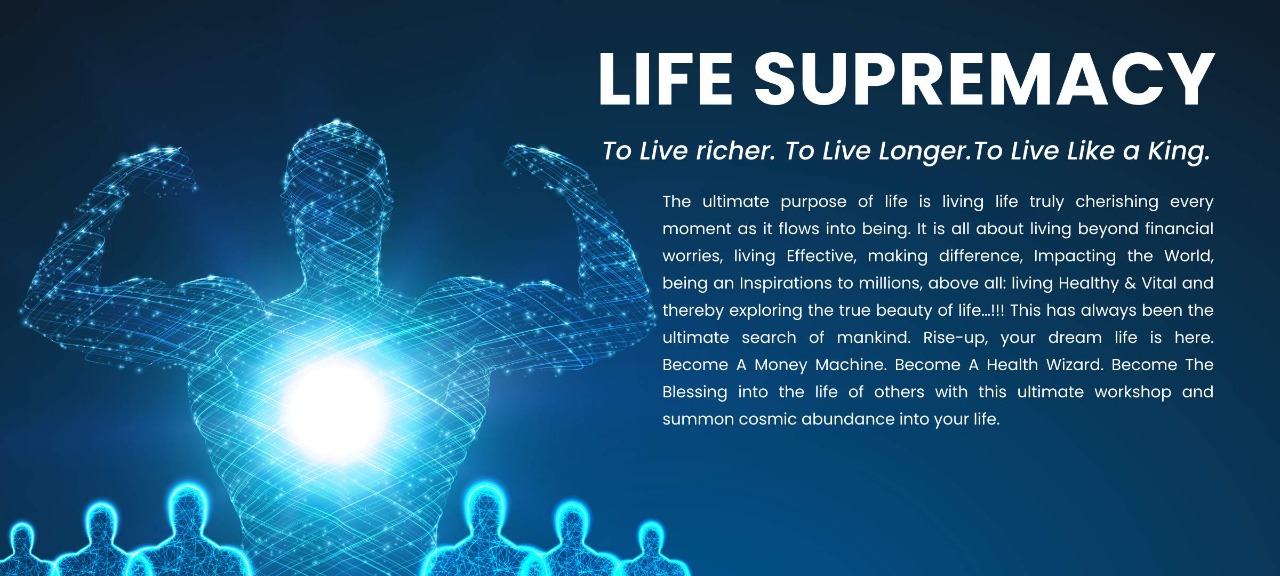 LIFE SUPREMACY
To Live richer. To Live Longer.To Live Like a King.
The ultimate purpose of life is living life truly cherishing every
moment as it flows into being. It is all about living beyond financial
worries, living Effective, making difference, Impacting the World,
being an Inspirations to millions, above all: living Healthy & Vital and
thereby exploring the true beauty of life...!!! This has always been the
ultimate search of mankind. Rise-up, your dream life is here.
Become A Money Machine. Become A Health Wizard. Become The
Blessing into the life of others with this ultimate workshop and
summon cosmic abundance into your life.